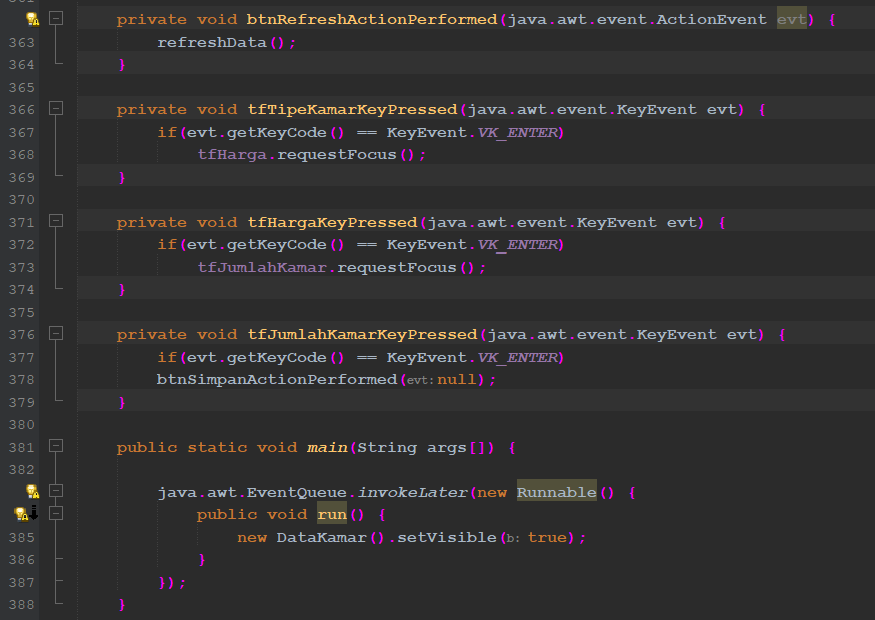 private void btnRefreshActionPerformed(java.awt.event.ActionEvent evt) {
363 refreshData();
364 }
365
366 private void tfTipeKamarKeyPressed(java.awt.event.KeyEvent evt) {
367 if(evt.getKeyCode() == KeyEvent.VK_ENTER)
368 tfHarga.requestFocus();
369 }
370
371 private void tfHargaKeyPressed(java.awt.event.KeyEvent evt) {
372 if(evt.getKeyCode() == KeyEvent.VK_ENTER)
373 tfJumlahKamar.requestFocus();
374 }
375
376 private void tfJumlahKamarKeyPressed(java.awt.event.KeyEvent evt) {
377 if(evt.getKeyCode() == KeyEvent.VK_ENTER)
378 btnSimpanActionPerformed(evt:null);
379 }
380
381 public static void main(String args[]) {
382
java.awt.EventQueue.invokeLater(new Runnable() {
public void run() {
385 new DataKamar().setVisible(b: true);
386 }
387 });
388 }